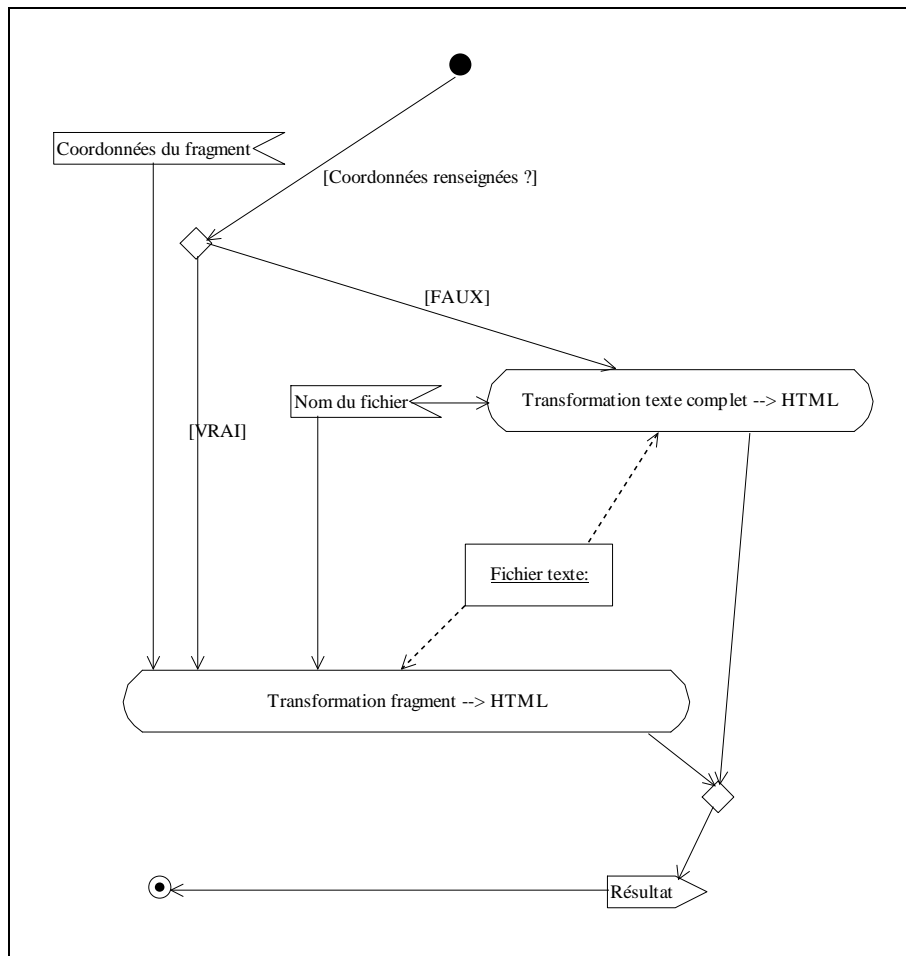 Coordonnées du fragment
[Coordonnées renseignées ?]
[FAUX]
Transformation texte complet --> HTML
Nom du fichier
[VRAI]
Fichier texte:
Transformation fragment --> HTML
Résultat